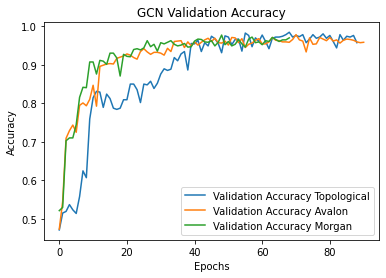 GCN Validation Accuracy
1.0
0.9
0.8
0.7
0.6
0.5
Accuracy
Validation Accuracy Topological
Validation Accuracy Avalon
Validation Accuracy Morgan
0 20 40 60 80
Epochs